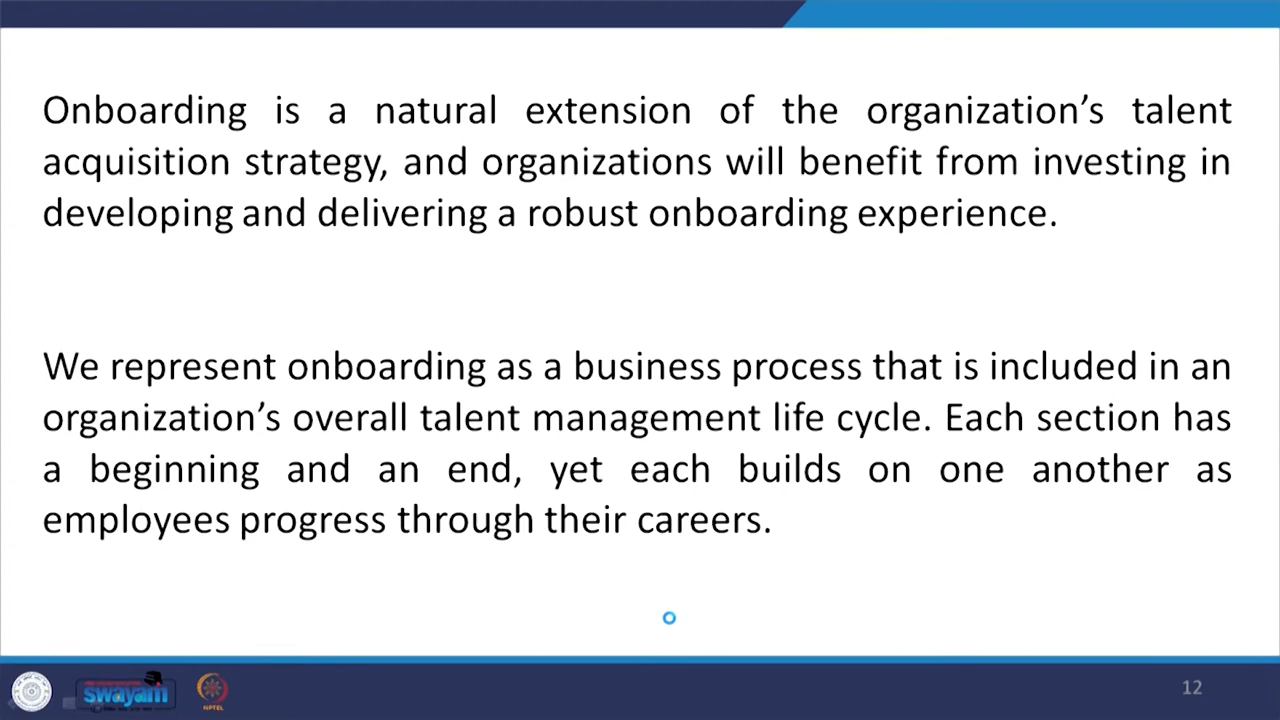 Onboarding is a natural extension of the organization’s talent
acquisition strategy, and organizations will benefit from investing in
developing and delivering a robust onboarding experience.
We represent onboarding as a business process that is included in an
organization’s overall talent management life cycle. Each section has
a beginning and an end, yet each builds on one another as
employees progress through their careers.
swayam
NPTEL
12